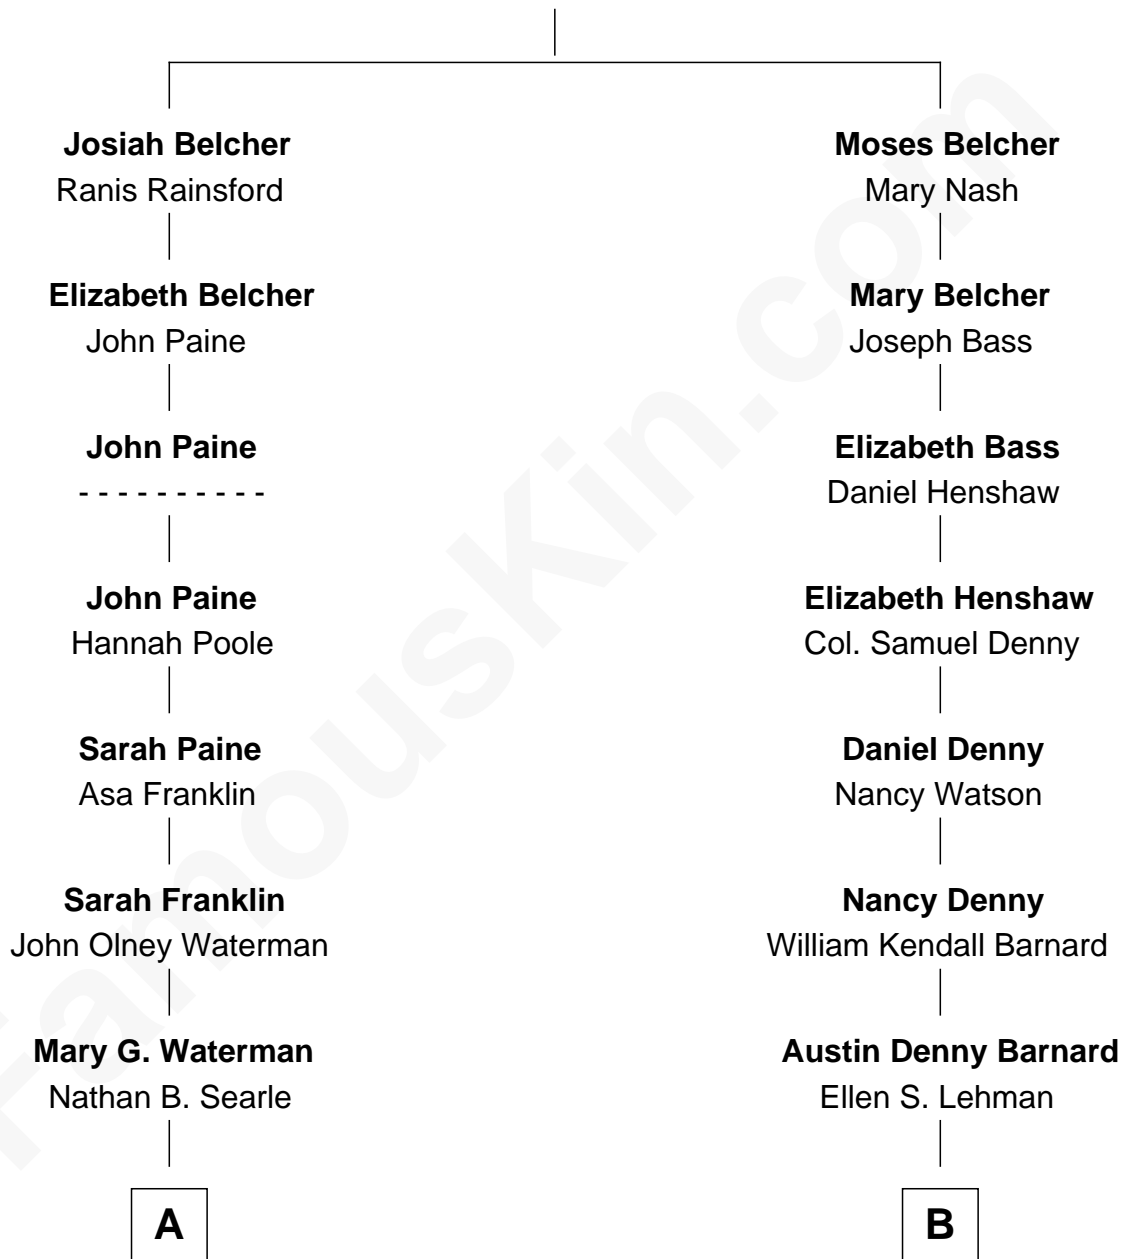 Josiah Belcher
Ranis Rainsford
Elizabeth Belcher
John Paine
John Paine
- - - - - - - - - -
John Paine
Hannah Poole
Sarah Paine
Asa Franklin
Sarah Franklin
John Olney Waterman
Mary G. Waterman
Nathan B. Searle
A
Moses Belcher
Mary Nash
Mary Belcher
Joseph Bass
Elizabeth Bass
Daniel Henshaw
Elizabeth Henshaw
Col. Samuel Denny
Daniel Denny
Nancy Watson
Nancy Denny
William Kendall Barnard
Austin Denny Barnard
Ellen S. Lehman
B
FamousKin.com